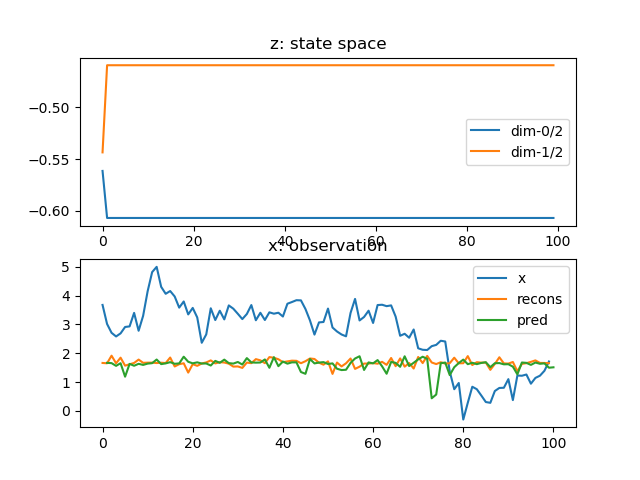 z: state space
−0.50
−0.55
−0.60
dim-0/2
dim-1/2
0 20 40 60 80 100
x: observation
5
4
3
2
1
0
x
recons
pred
0 20 40 60 80 100